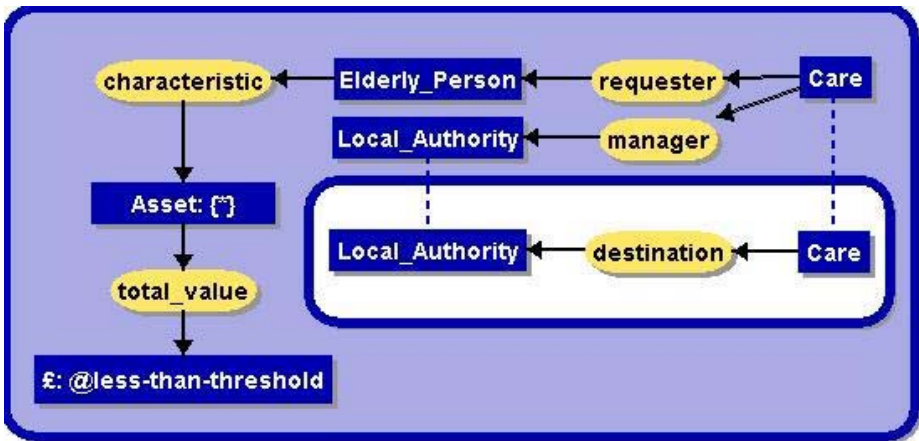 characteristic Elderly_Person requester Care
Local_Authority manager
Asset: {*}
Local_Authority destination Care
total_value
£: @less-than-threshold